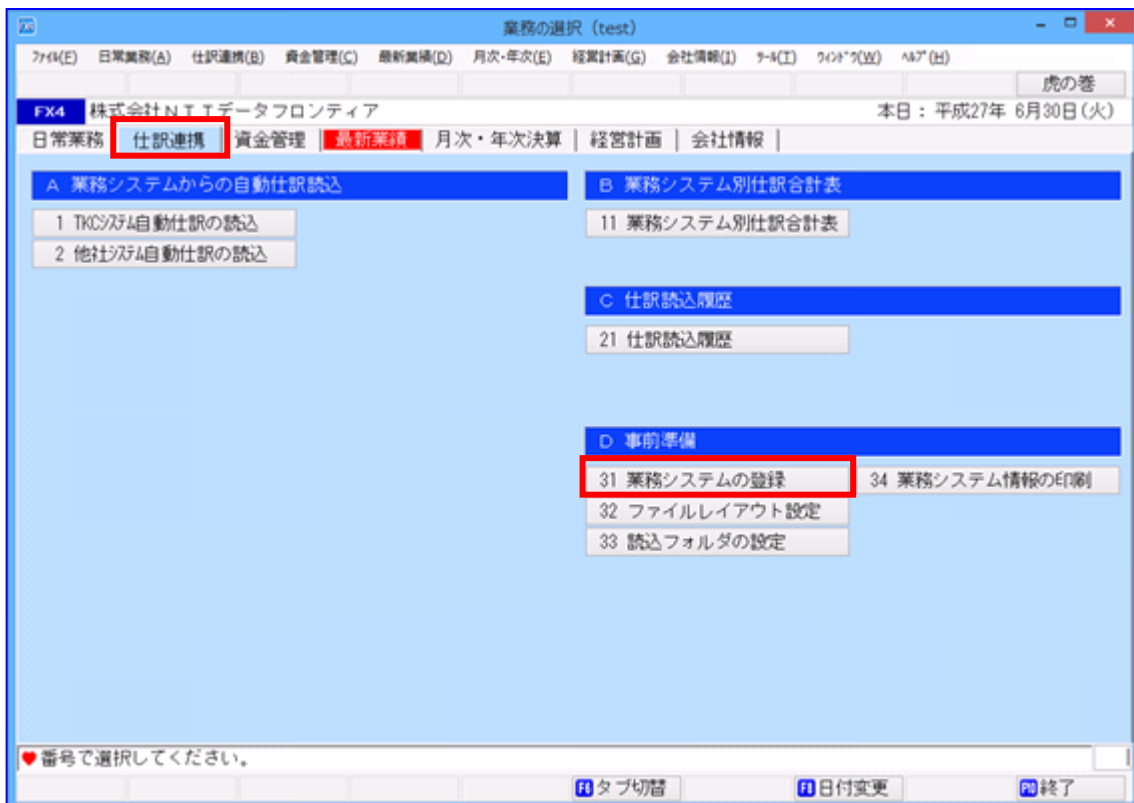 業務の選択 (test)
ﾌｧｲﾙ(E) 日常業務(A) 仕訳連携(B) 資金管理(C) 最新業績(D) 月次・年次(E) 経営計画(G) 会社情報(I) ﾂｰﾙ(T) ｳｨﾝﾄﾞｳ(W) ﾍﾙﾌﾟ(H)
虎の巻
FX4 株式会社NTTデータフロンティア 本日：平成27年 6月30日(火)
日常業務 仕訳連携 資金管理 最新業績 月次・年次決算 経営計画 会社情報
A 業務システムからの自動仕訳読込
1 TKCｼｽﾃﾑ自動仕訳の読込
2 他社ｼｽﾃﾑ自動仕訳の読込
B 業務システム別仕訳合計表
11 業務システム別仕訳合計表
C 仕訳読込履歴
21 仕訳読込履歴
D 事前準備
31 業務システムの登録 34 業務システム情報の印刷
32 ファイルレイアウト設定
33 読込フォルダの設定
番号で選択してください。
F6 タブ切替 F8 日付変更 F10 終了